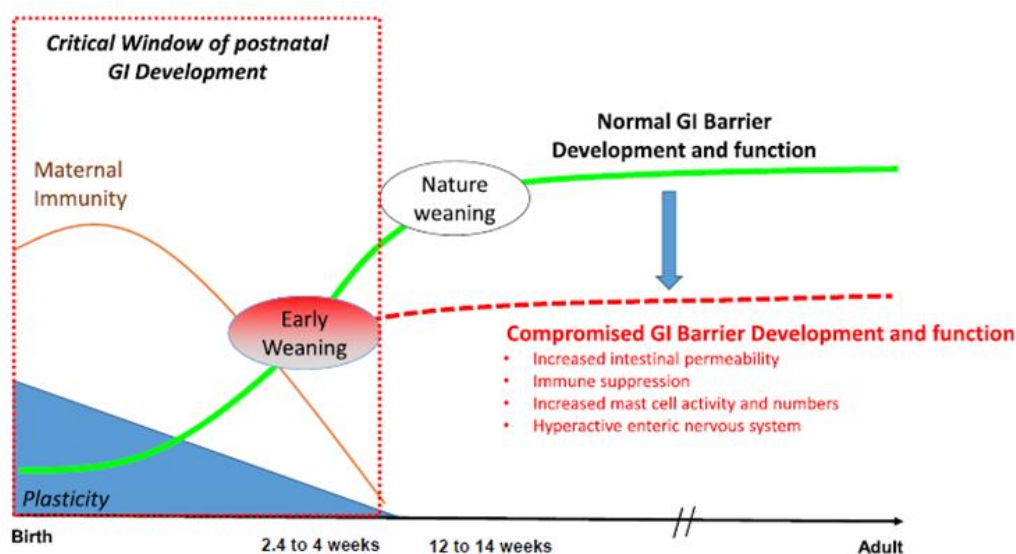 Critical Window of postnatal
GI Development
Maternal
Immunity
Normal GI Barrier
Development and function
Nature
weaning
Early
Weaning
Compromised GI Barrier Development and function
• Increased intestinal permeability
• Immune suppression
• Increased mast cell activity and numbers
• Hyperactive enteric nervous system
Plasticity
//
Birth
2.4 to 4 weeks
12 to 14 weeks
Adult